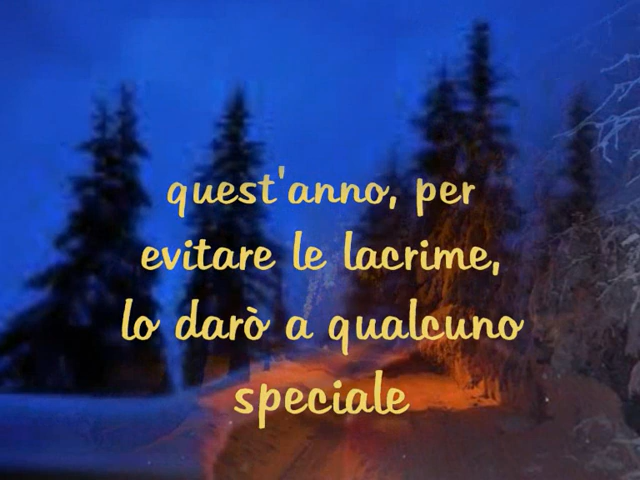 quest'anno, per
evitare le lacrime,
lo darò a qualcuno
speciale